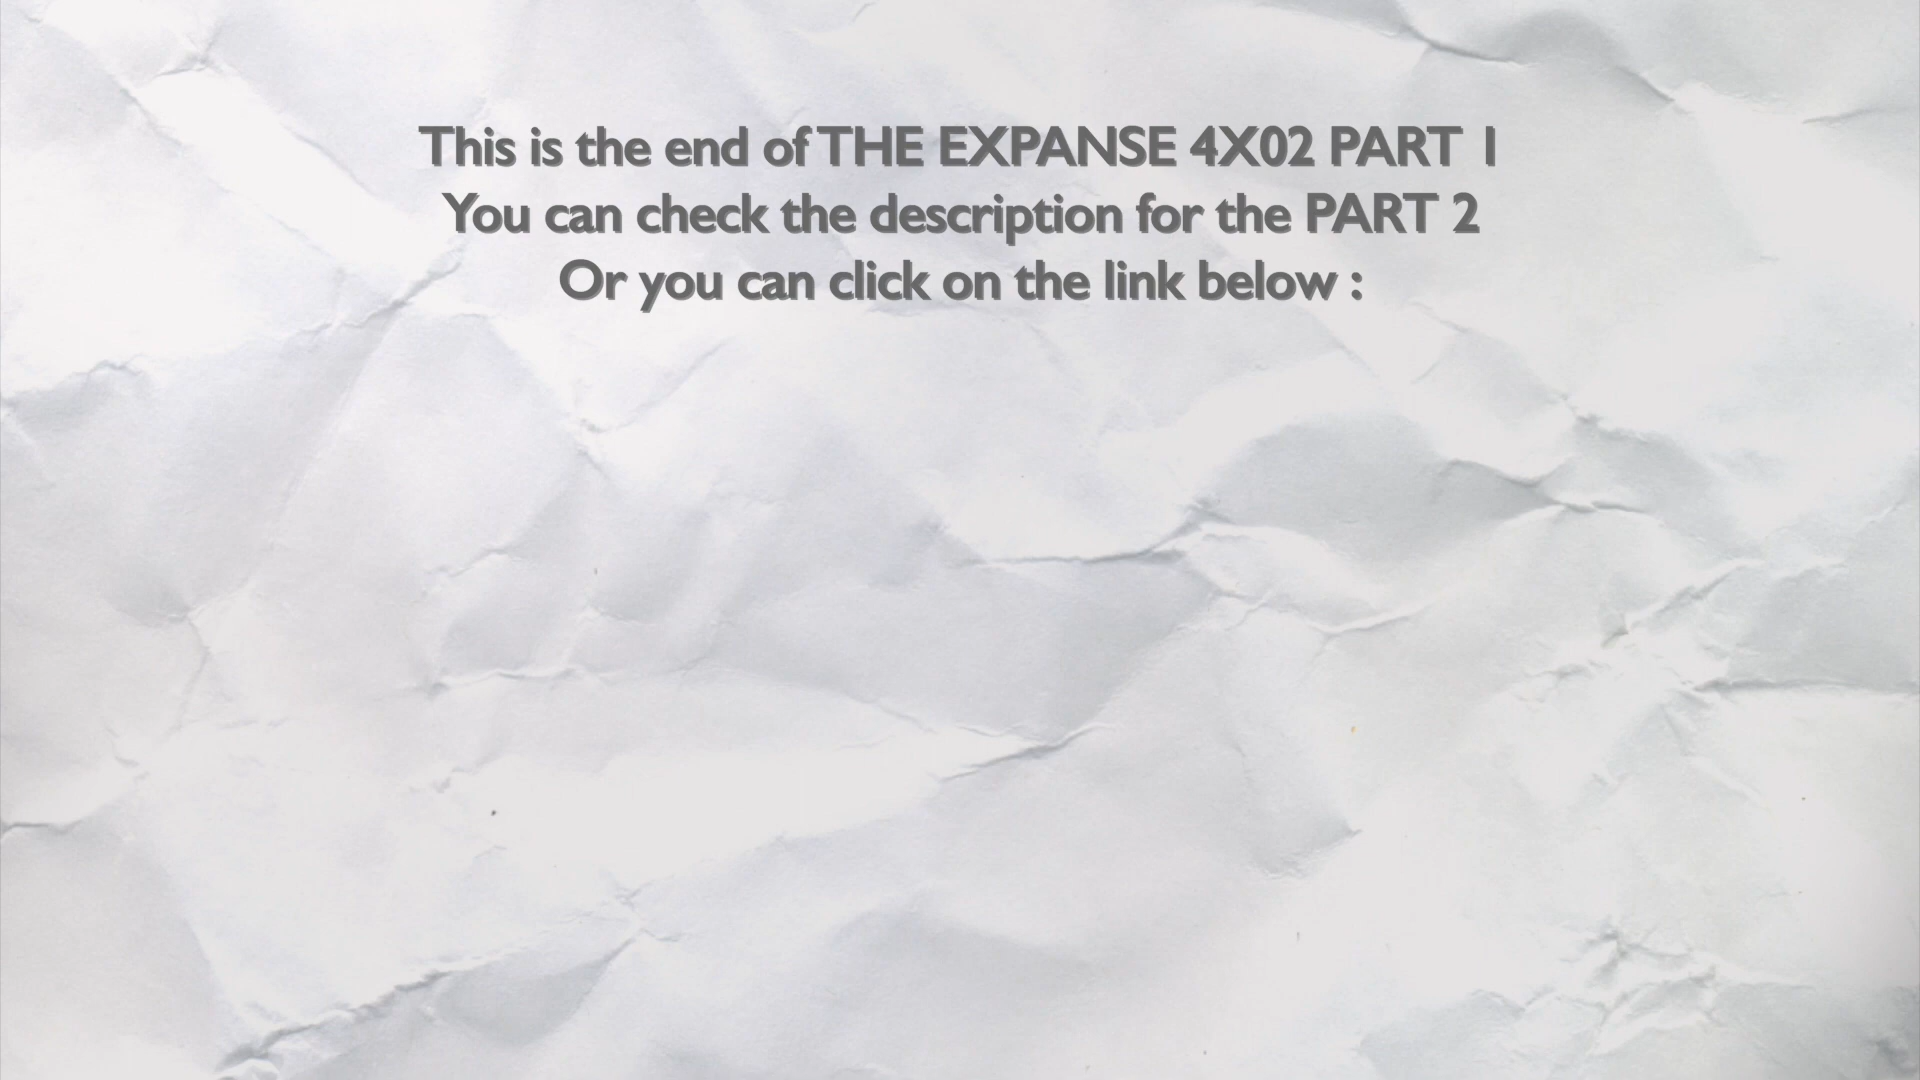 This is the end of THE EXPANSE 4X02 PART 1
You can check the description for the PART 2
Or you can click on the link below :